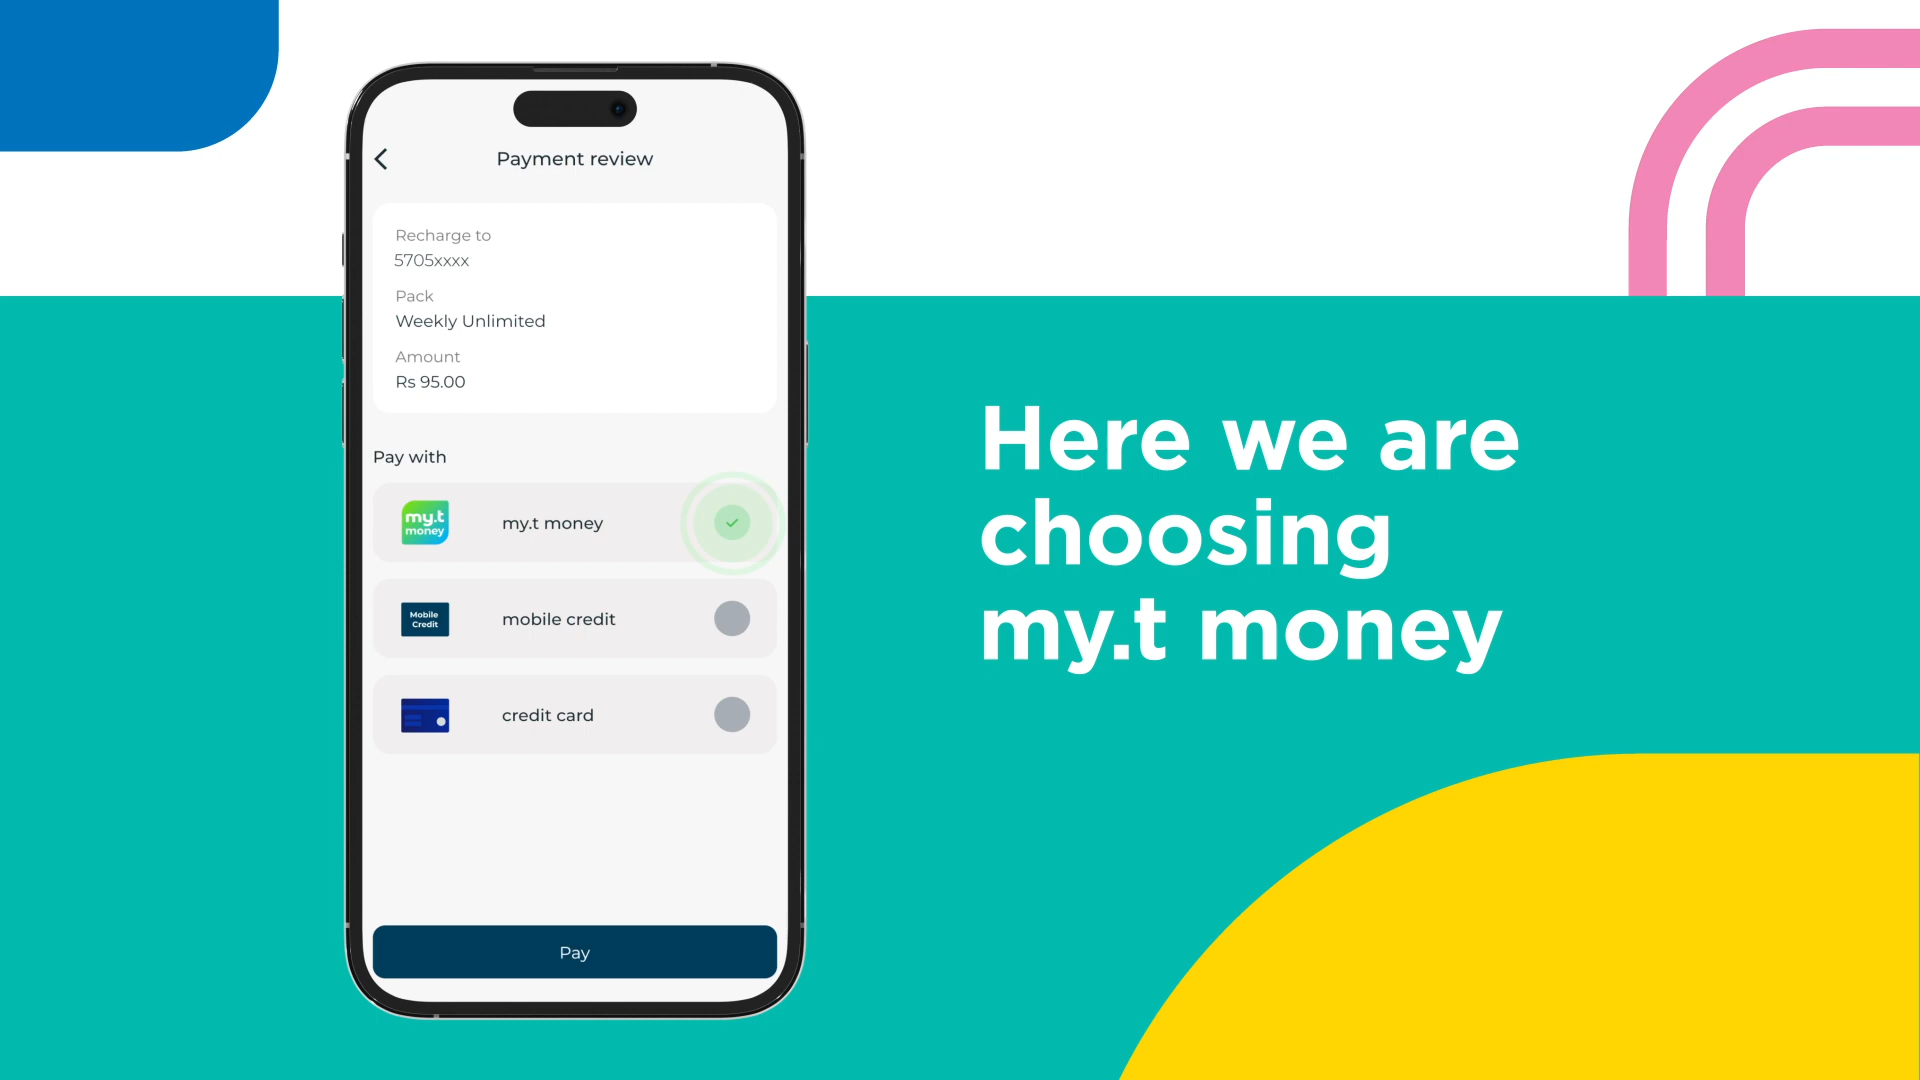 Payment review
Recharge to
5705xxxx
Pack
Weekly Unlimited
Amount
Rs 95.00
Pay with
my.t
money
my.t money
Mobile
Credit
mobile credit
credit card
Pay
Here we are
choosing
my.t money